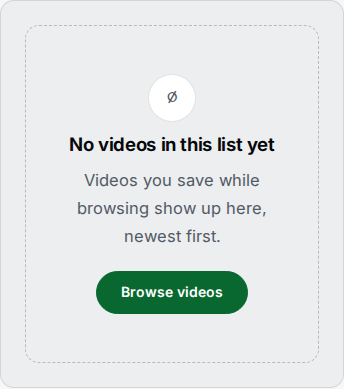 Ø
No videos in this list yet
Videos you save while
browsing show up here,
newest first.
Browse videos